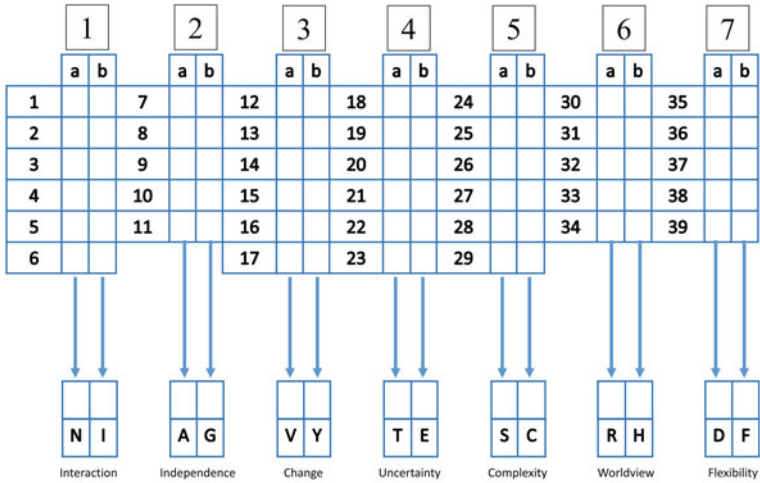 1 2 3 4 5 6 7
a b a b a b a b a b a b a b
1 7 12 18 24 30 35
2 8 13 19 25 31 36
3 9 14 20 26 32 37
4 10 15 21 27 33 38
5 11 16 22 28 34 39
6 17 23 29
N I A G V Y T E S C R H D F
Interaction Independence Change Uncertainty Complexity Worldview Flexibility